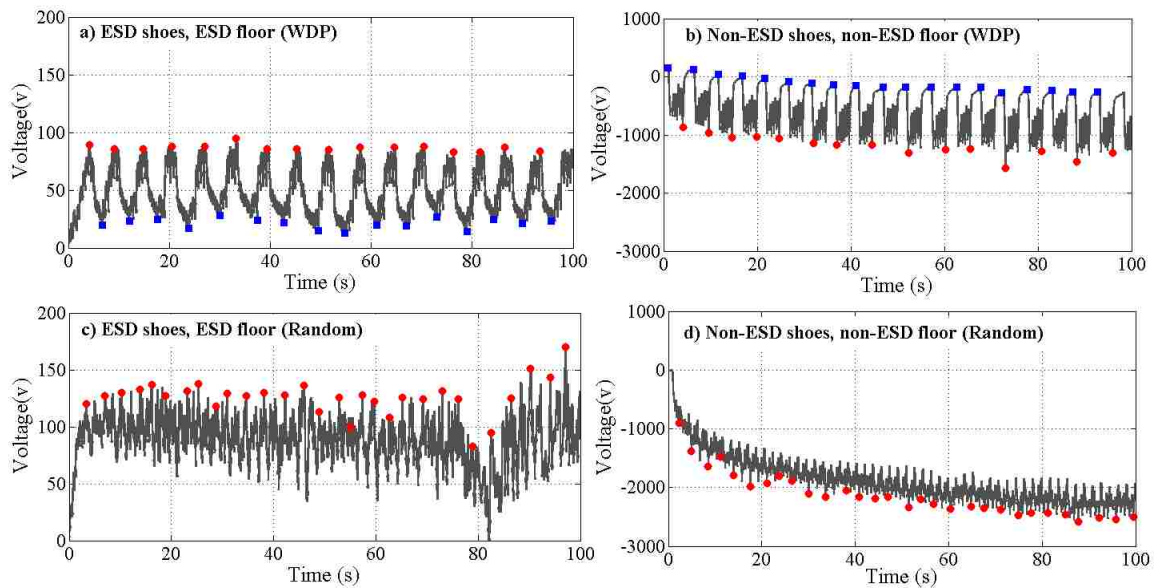 a) ESD shoes, ESD floor (WDP)
200
150
100
50
0
Voltage(v)
0 20 40 60 80 100
Time (s)
b) Non-ESD shoes, non-ESD floor (WDP)
1000
0
-1000
-2000
-3000
Voltage(v)
0 20 40 60 80 100
Time (s)
c) ESD shoes, ESD floor (Random)
200
150
100
50
0
Voltage(v)
0 20 40 60 80 100
Time (s)
d) Non-ESD shoes, non-ESD floor (Random)
1000
0
-1000
-2000
-3000
Voltage(v)
0 20 40 60 80 100
Time (s)